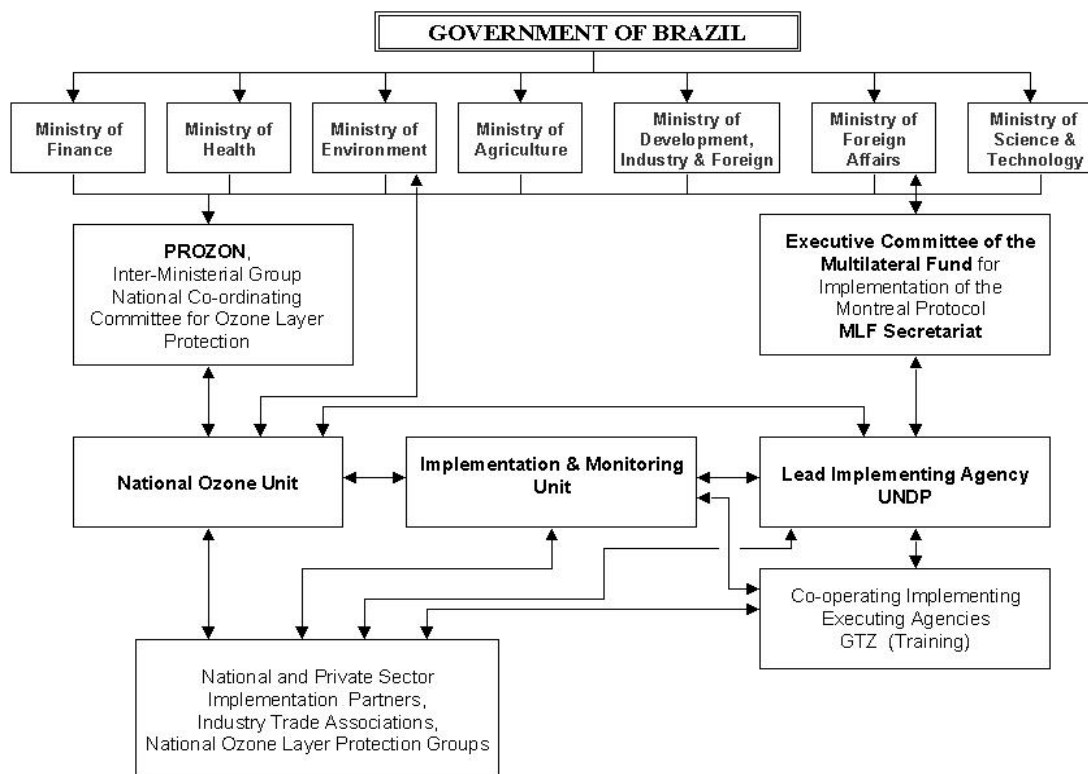 GOVERNMENT OF BRAZIL
Ministry of
Finance
Ministry of
Health
Ministry of
Environment
Ministry of
Agriculture
Ministry of
Development,
Industry & Foreign
Ministry of
Foreign
Affairs
Ministry of
Science &
Technology
PROZON,
Inter-Ministerial Group
National Co-ordinating
Committee for Ozone Layer
Protection
Executive Committee of the
Multilateral Fund for
Implementation of the
Montreal Protocol
MLF Secretariat
National Ozone Unit
Implementation & Monitoring
Unit
Lead Implementing Agency
UNDP
Co-operating Implementing
Executing Agencies
GTZ (Training)
National and Private Sector
Implementation Partners,
Industry Trade Associations,
National Ozone Layer Protection Groups